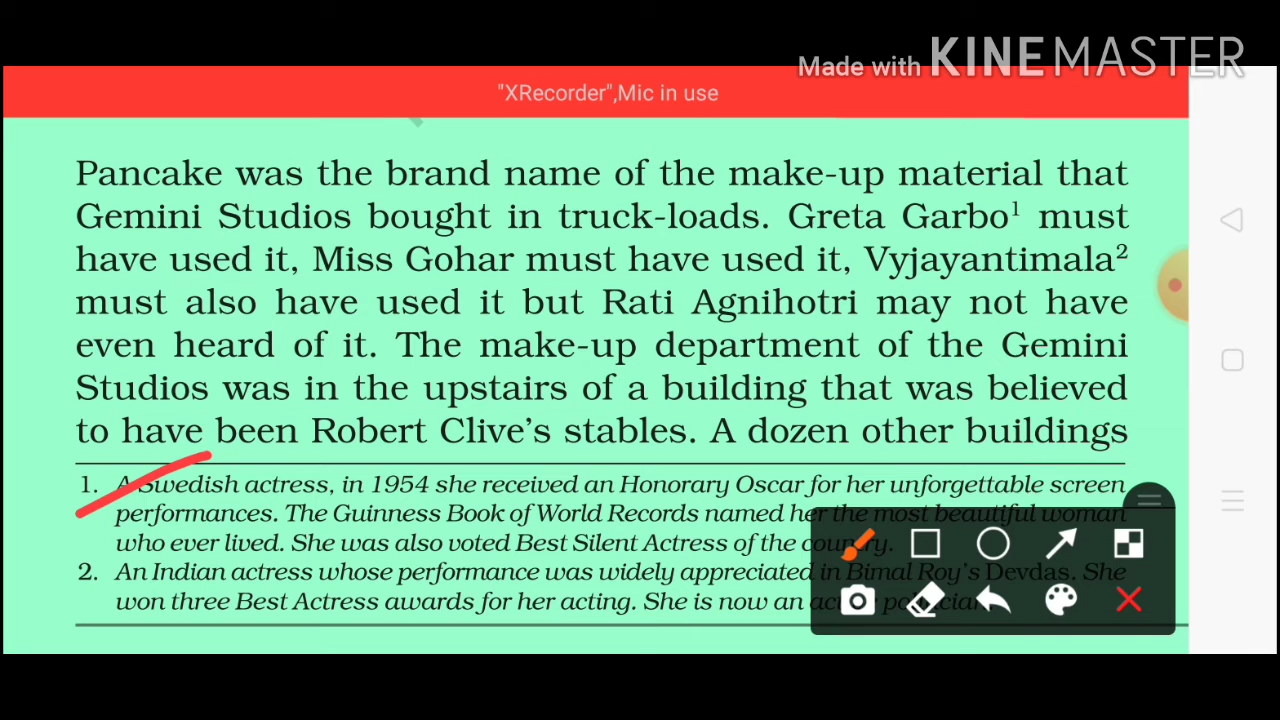 Made with KINEMASTER
"XRecorder",Mic in use
Pancake was the brand name of the make-up material that
Gemini Studios bought in truck-loads. Greta Garbo¹ must
have used it, Miss Gohar must have used it, Vyjayantimala²
must also have used it but Rati Agnihotri may not have
even heard of it. The make-up department of the Gemini
Studios was in the upstairs of a building that was believed
to have been Robert Clive's stables. A dozen other buildings
1. A Swedish actress, in 1954 she received an Honorary Oscar for her unforgettable screen
performances. The Guinness Book of World Records named her the most beautiful woman
who ever lived. She was also voted Best Silent Actress of the country.
2. An Indian actress whose performance was widely appreciated in Bimal Roy's Devdas. She
won three Best Actress awards for her acting. She is now an